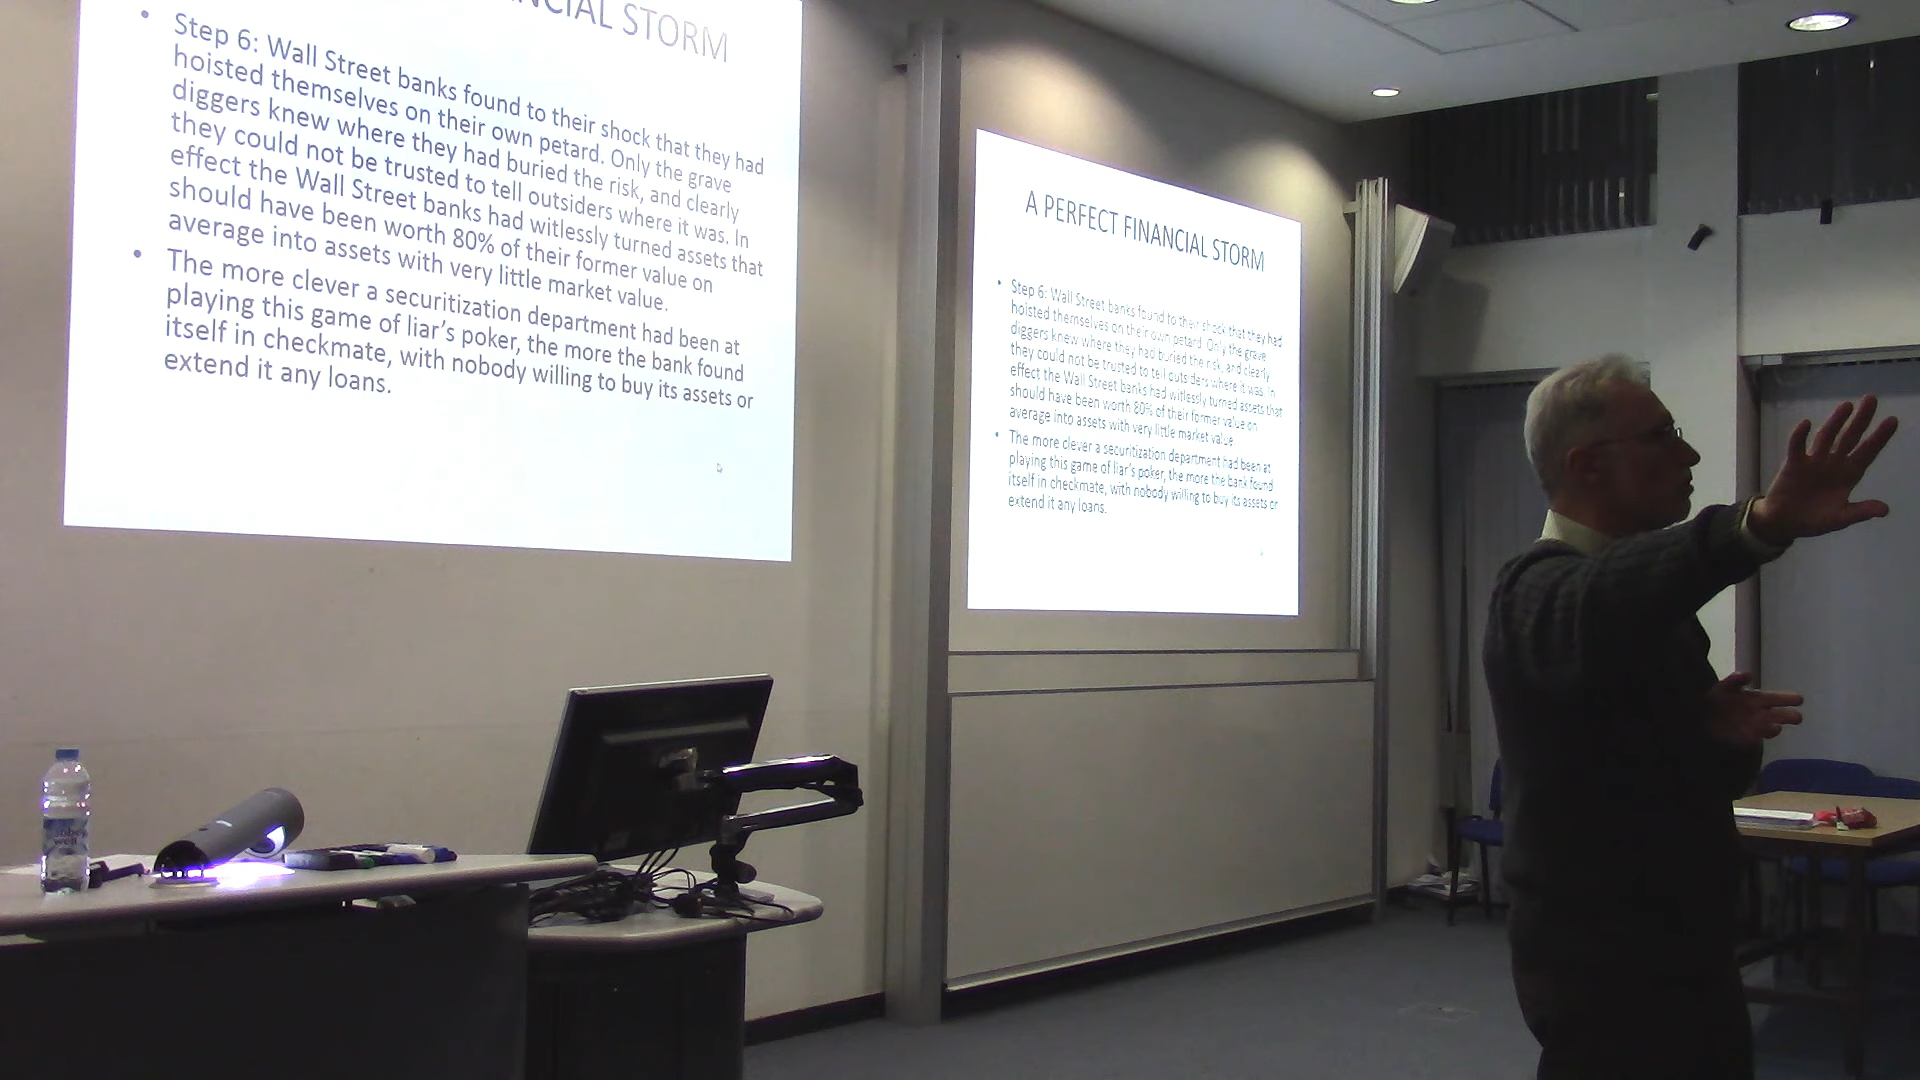 NCIAL STORM
• Step 6: Wall Street banks found to their shock that they had
hoisted themselves on their own petard. Only the grave
diggers knew where they had buried the risk, and clearly
they could not be trusted to tell outsiders where it was. In
effect the Wall Street banks had witlessly turned assets that
should have been worth 80% of their former value on
average into assets with very little market value.
• The more clever a securitization department had been at
playing this game of liar’s poker, the more the bank found
itself in checkmate, with nobody willing to buy its assets or
extend it any loans.
A PERFECT FINANCIAL STORM
• Step 6: Wall Street banks found to their shock that they had
hoisted themselves on their own petard. Only the grave
diggers knew where they had buried the risk, and clearly
they could not be trusted to tell outsiders where it was. In
effect the Wall Street banks had witlessly turned assets that
should have been worth 80% of their former value on
average into assets with very little market value
• The more clever a securitization department had been at
playing this game of liar’s poker, the more the bank found
itself in checkmate, with nobody willing to buy its assets or
extend it any loans.
abbey
well